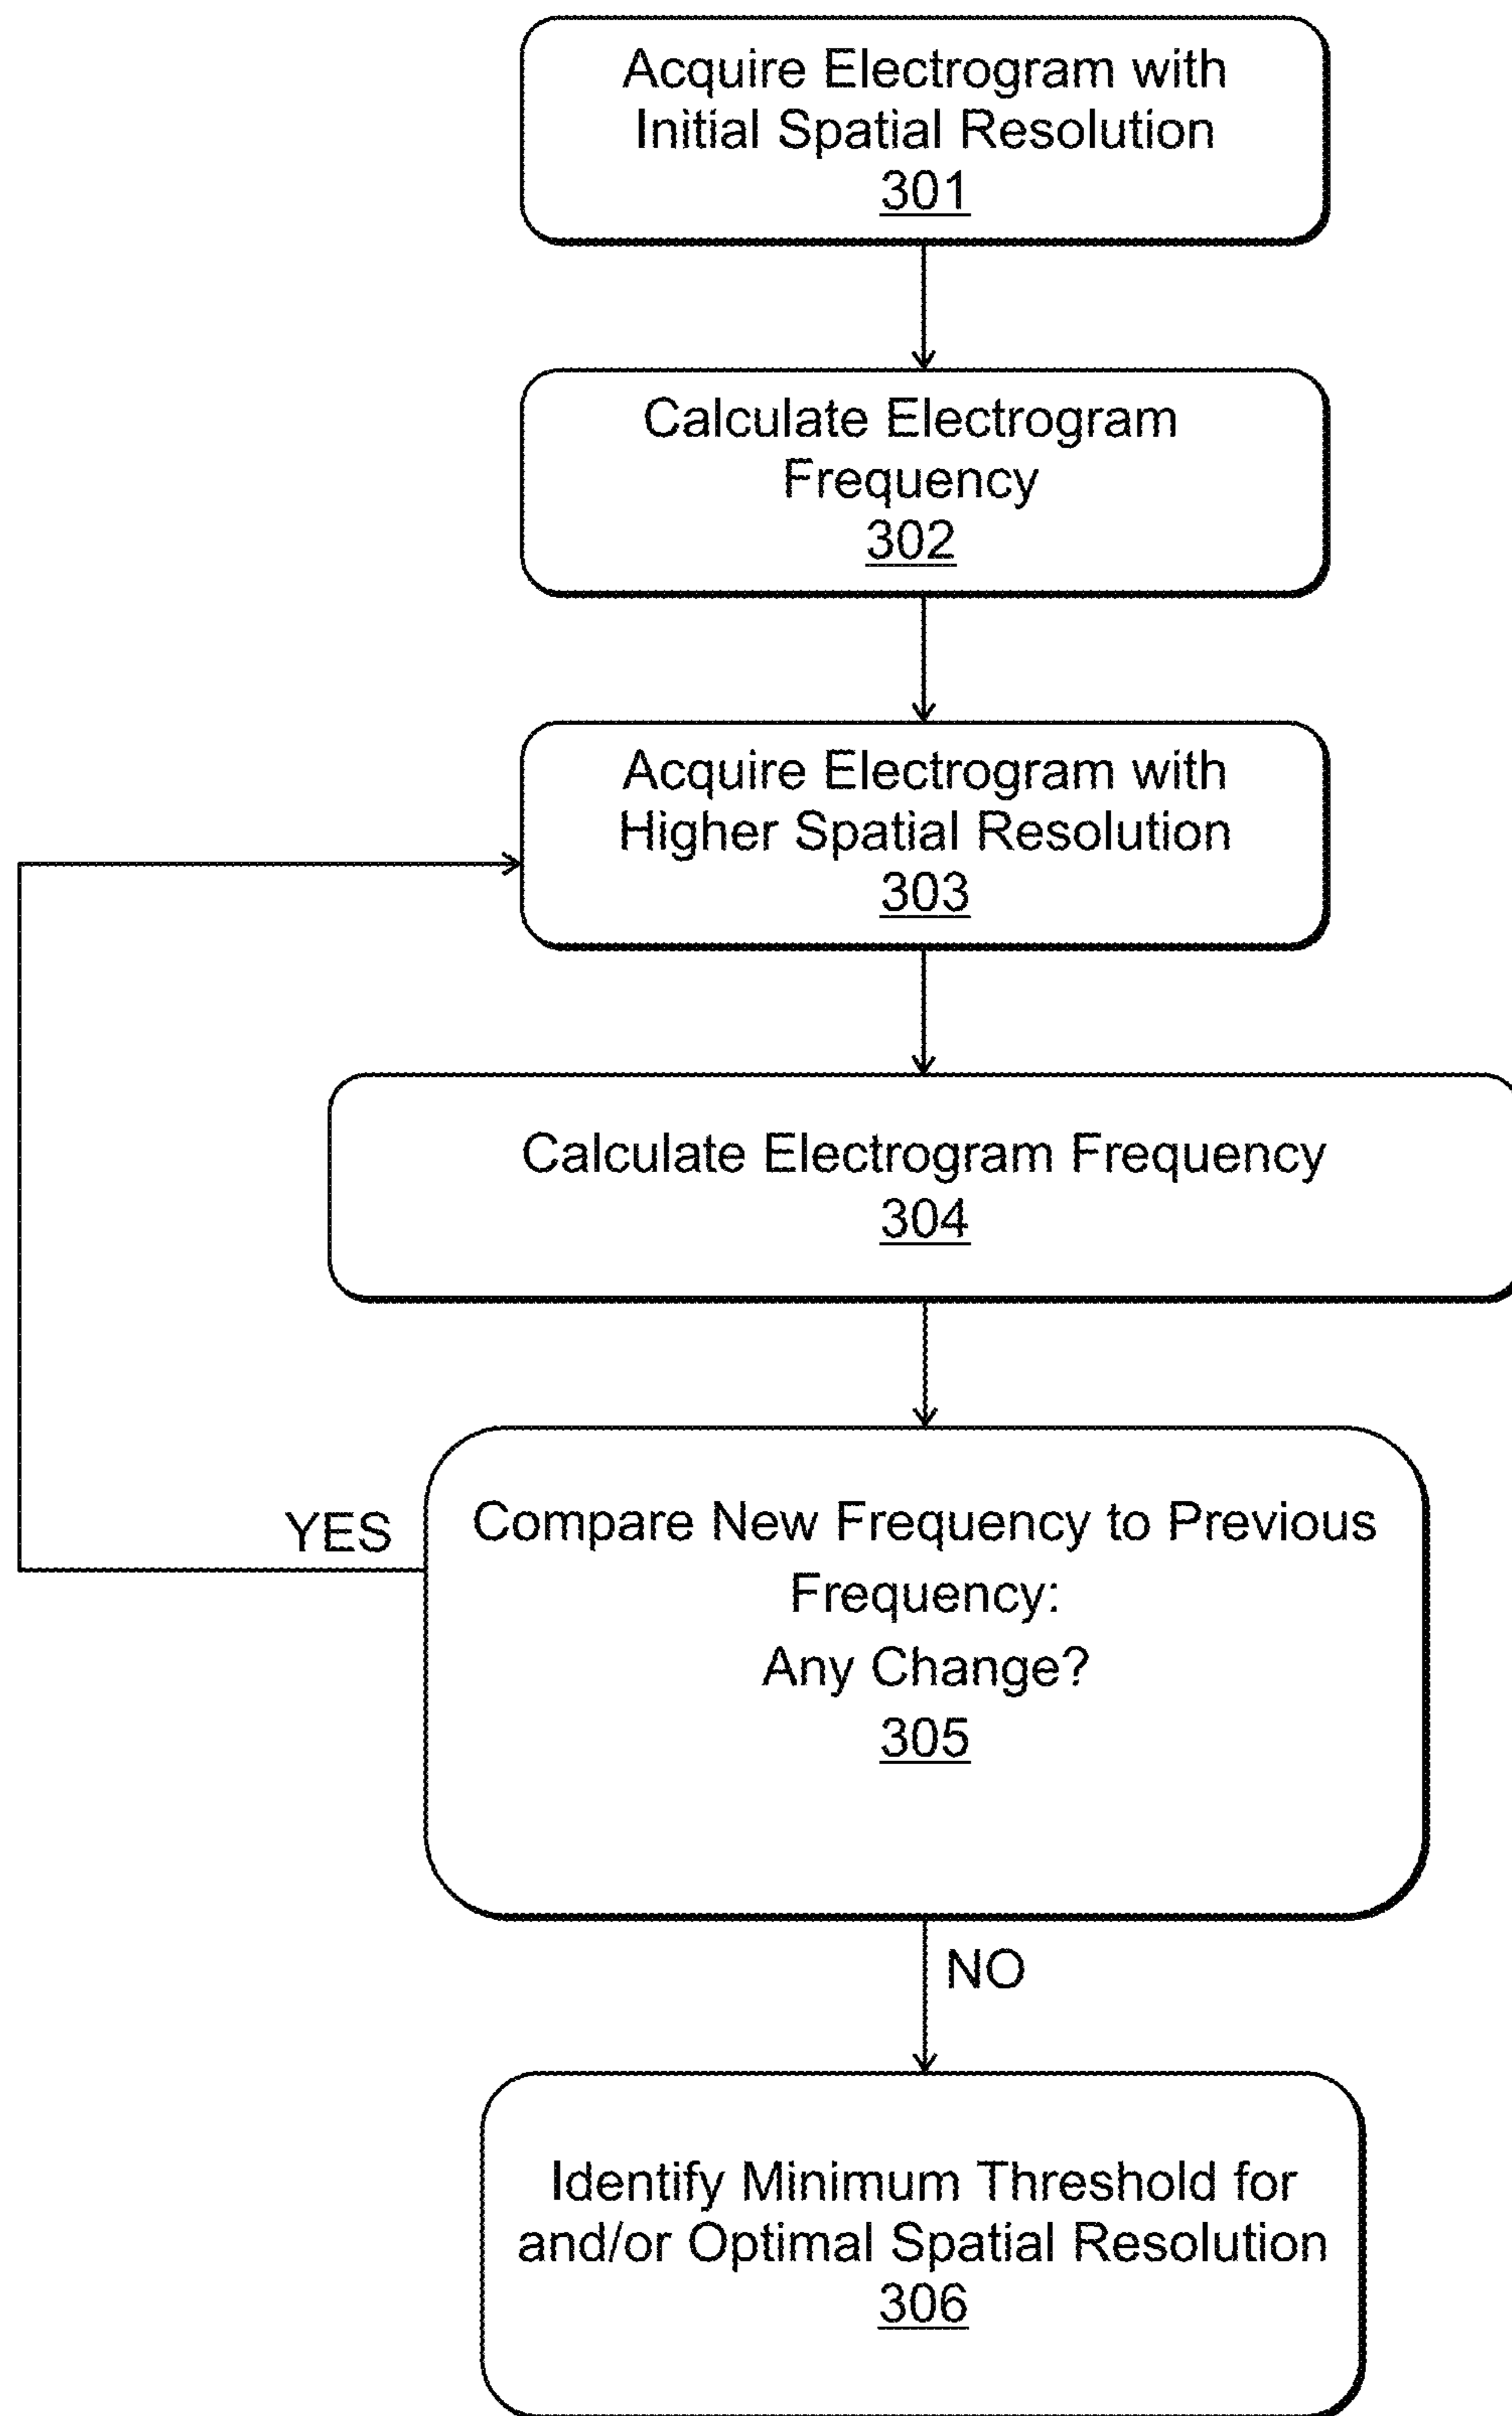 Acquire Electrogram with
Initial Spatial Resolution
301
Calculate Electrogram
Frequency
302
Acquire Electrogram with
Higher Spatial Resolution
303
Calculate Electrogram Frequency
304
YES
Compare New Frequency to Previous
Frequency:
Any Change?
305
NO
Identify Minimum Threshold for
and/or Optimal Spatial Resolution
306